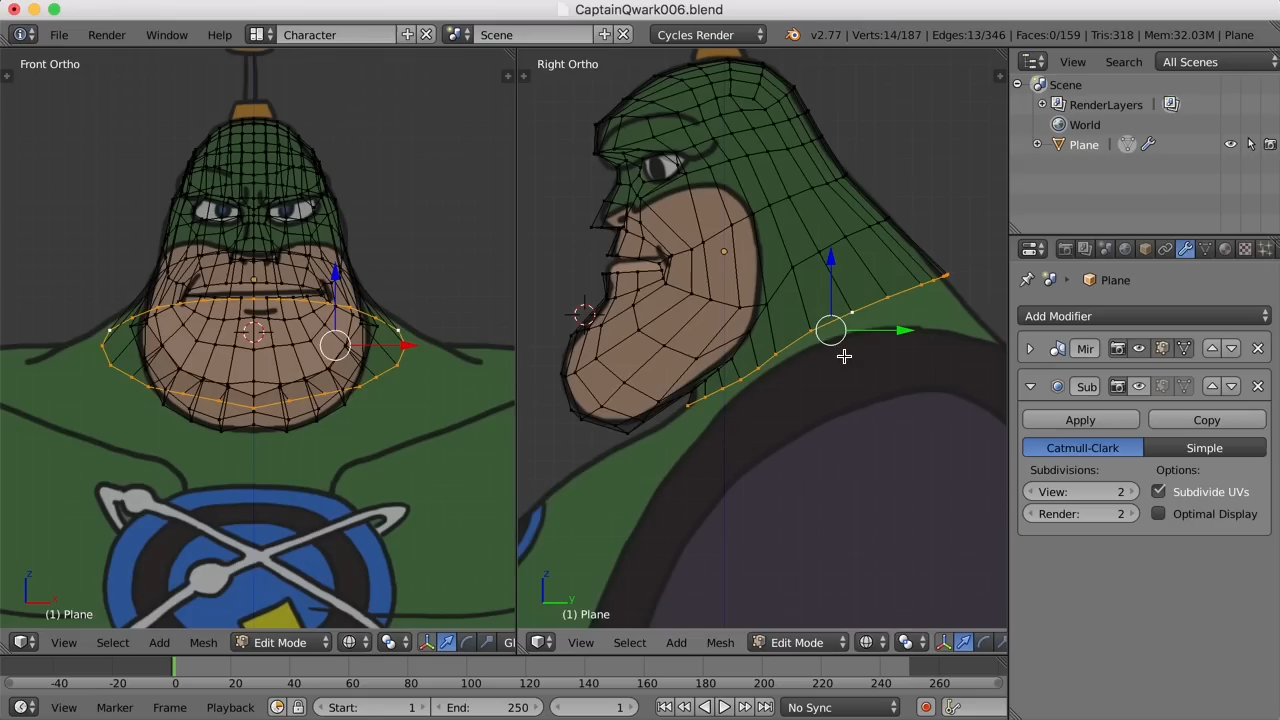 CaptainQwark006.blend
File Render Window Help Character Scene Cycles Render v2.77 | Verts:14/187 | Edges:13/346 | Faces:0/159 | Tris:318 | Mem:32.03M | Plane
Front Ortho
Right Ortho
View Search All Scenes
Scene
RenderLayers
World
Plane
Plane
Add Modifier
Mir
Sub
Apply Copy
Catmull-Clark Simple
Subdivisions: Options:
View: 2 Subdivide UVs
Render: 2 Optimal Display
z x
(1) Plane
z y
(1) Plane
View Select Add Mesh Edit Mode Gl
View Select Add Mesh Edit Mode
-40 -20 0 20 40 60 80 100 120 140 160 180 200 220 240 260
View Marker Frame Playback Start: 1 End: 250 1 No Sync